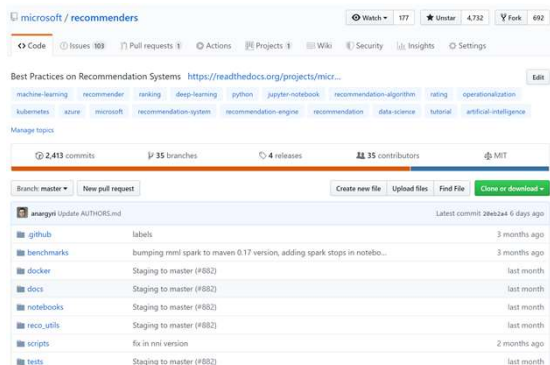 microsoft / recommenders
Watch 177 Unstar 4,732 Fork 692
Code Issues 103 Pull requests 1 Actions Projects 1 Wiki Security Insights Settings
Best Practices on Recommendation Systems https://readthedocs.org/projects/micr... Edit
machine-learning recommender ranking deep-learning python jupyter-notebook recommendation-algorithm rating operationalization
kubernetes azure microsoft recommendation-system recommendation-engine recommendation data-science tutorial artificial-intelligence
Manage topics
2,413 commits 35 branches 4 releases 35 contributors MIT
Branch: master New pull request Create new file Upload files Find File Clone or download
anargyri Update AUTHORS.md Latest commit 20eb2a4 6 days ago
.github labels 3 months ago
benchmarks bumping mml spark to maven 0.17 version, adding spark stops in notebo... 3 months ago
docker Staging to master (#882) last month
docs Staging to master (#882) last month
notebooks Staging to master (#882) last month
reco_utils Staging to master (#882) last month
scripts fix in nni version 2 months ago
tests Staging to master (#882) last month